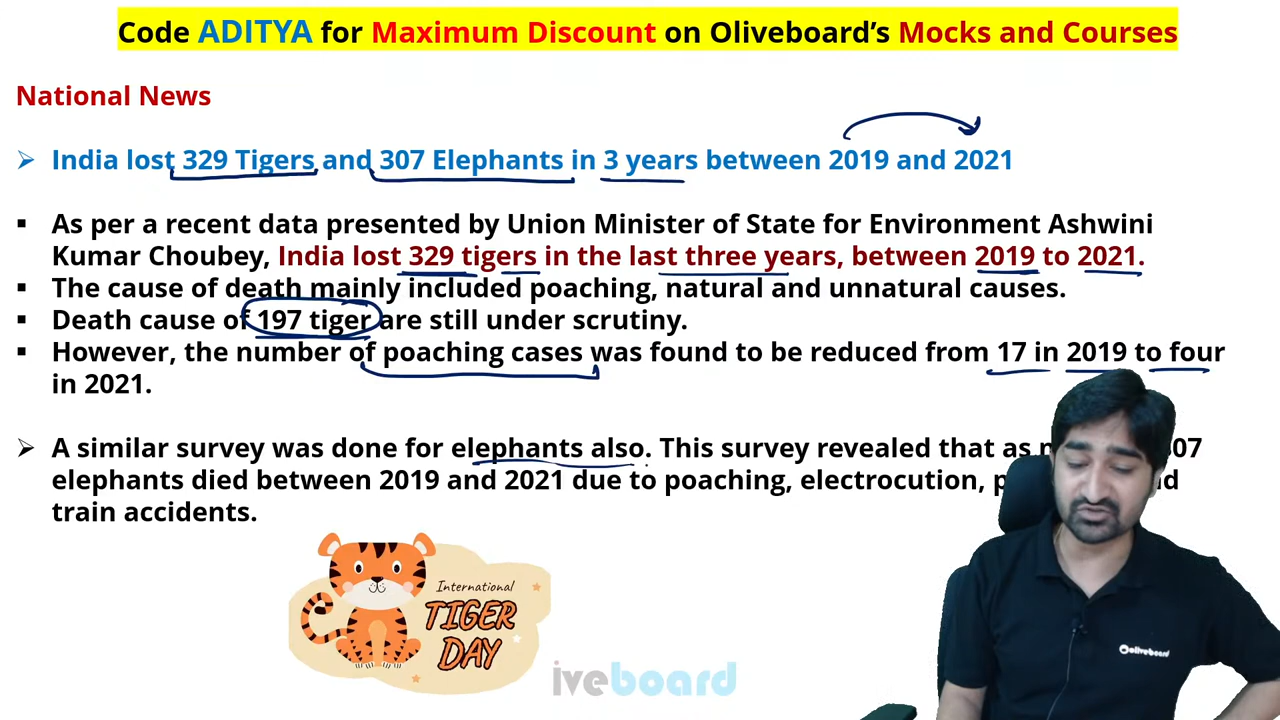 Code ADITYA for Maximum Discount on Oliveboard's Mocks and Courses
National News
India lost 329 Tigers and 307 Elephants in 3 years between 2019 and 2021
As per a recent data presented by Union Minister of State for Environment Ashwini
Kumar Choubey, India lost 329 tigers in the last three years, between 2019 to 2021.
The cause of death mainly included poaching, natural and unnatural causes.
Death cause of 197 tiger are still under scrutiny.
However, the number of poaching cases was found to be reduced from 17 in 2019 to four
in 2021.
A similar survey was done for elephants also. This survey revealed that as 07
elephants died between 2019 and 2021 due to poaching, electrocution,
train accidents.
International
TIGER
DAY
iveboard
oliveboard